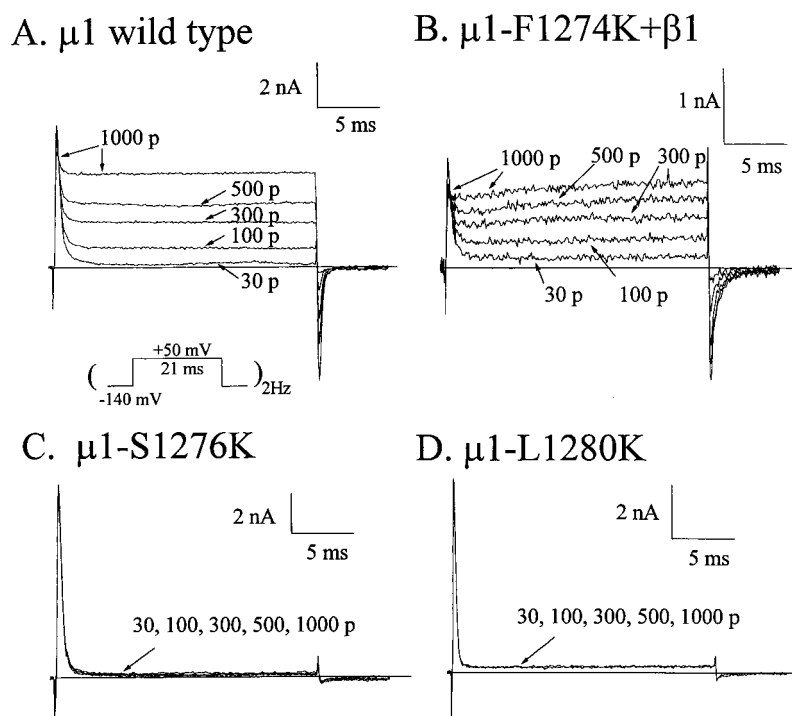 A. μ1 wild type
2 nA
5 ms
1000 p
500 p
300 p
100 p
30 p
+50 mV
21 ms
( )2Hz
-140 mV
B. μ1-F1274K+β1
1 nA
5 ms
1000 p
500 p
300 p
30 p
100 p
C. μ1-S1276K
2 nA
5 ms
30, 100, 300, 500, 1000 p
D. μ1-L1280K
2 nA
5 ms
30, 100, 300, 500, 1000 p